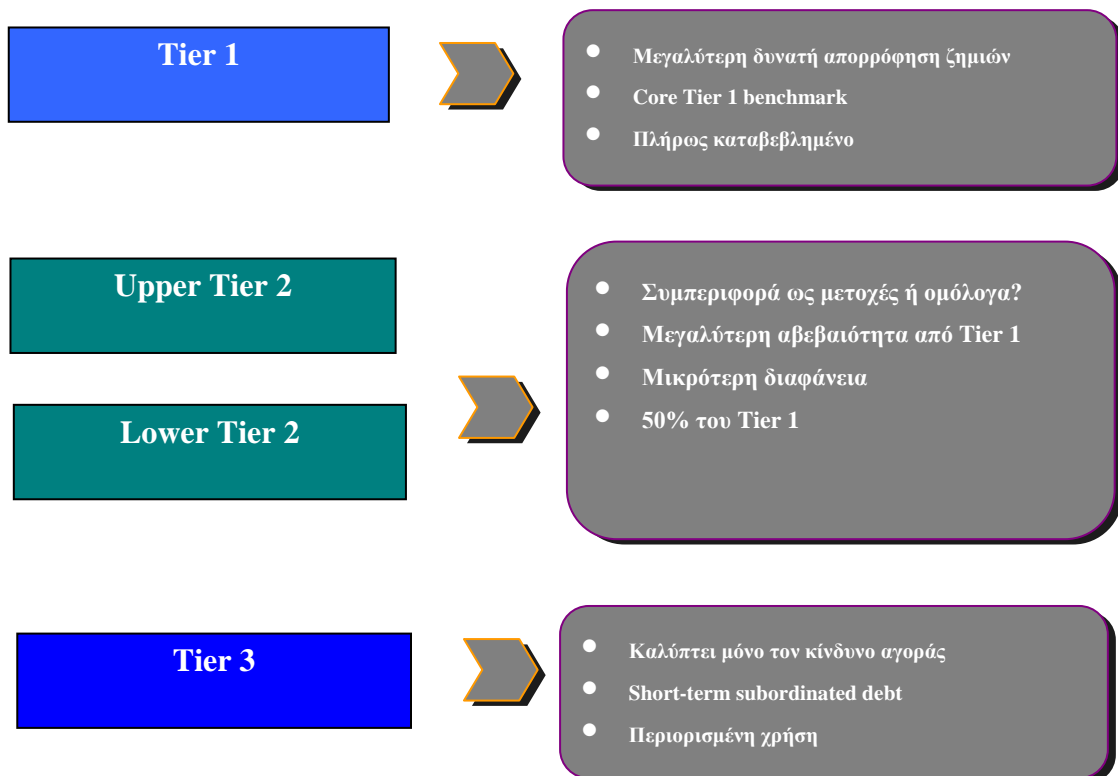 Tier 1
Μεγαλύτερη δυνατή απορρόφηση ζημιών
Core Tier 1 benchmark
Πλήρως καταβεβλημένο
Upper Tier 2
Lower Tier 2
Συμπεριφορά ως μετοχές ή ομόλογα?
Μεγαλύτερη αβεβαιότητα από Tier 1
Μικρότερη διαφάνεια
50% του Tier 1
Tier 3
Καλύπτει μόνο τον κίνδυνο αγοράς
Short-term subordinated debt
Περιορισμένη χρήση